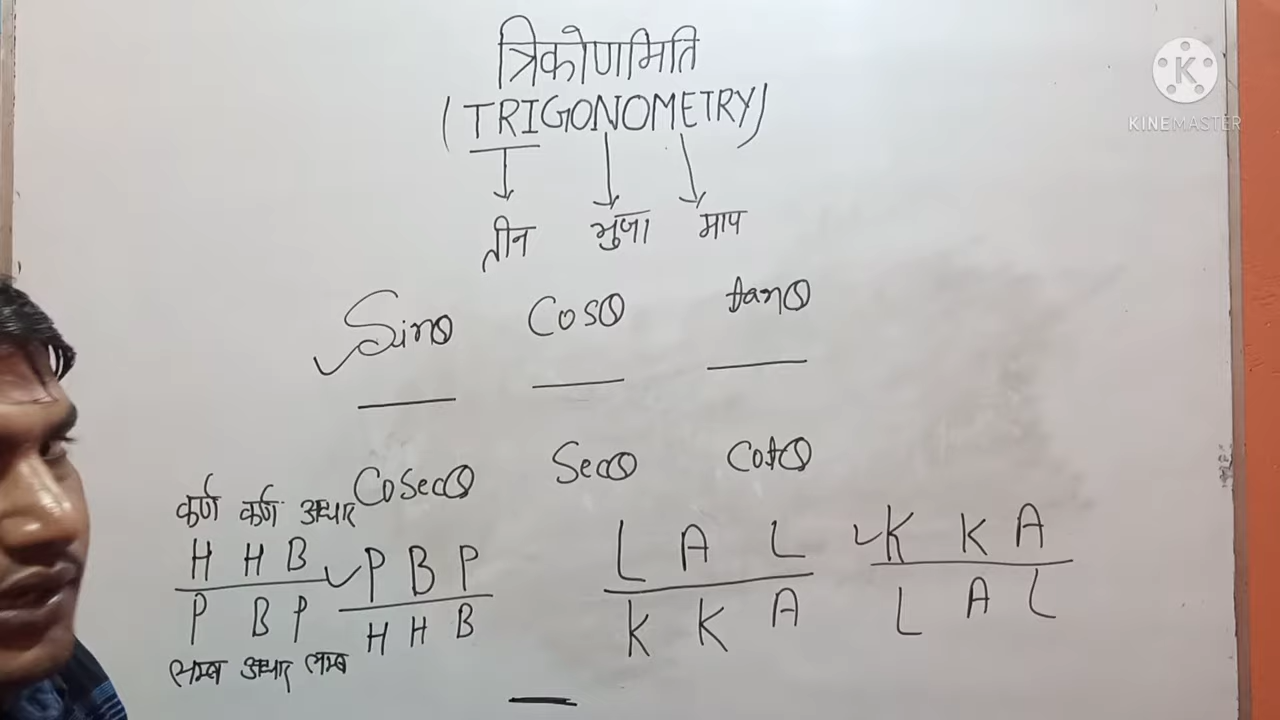 त्रिकोणमिति
(TRIGONOMETRY)
तीन भुजा माप
Sinθ Cosθ tanθ
Cosecθ Secθ Cotθ
कर्ण कर्ण आधार
H H B P B P L A L K K A
P B P H H B K K A L A L
लम्ब आधार लम्ब
K
KINEMASTER